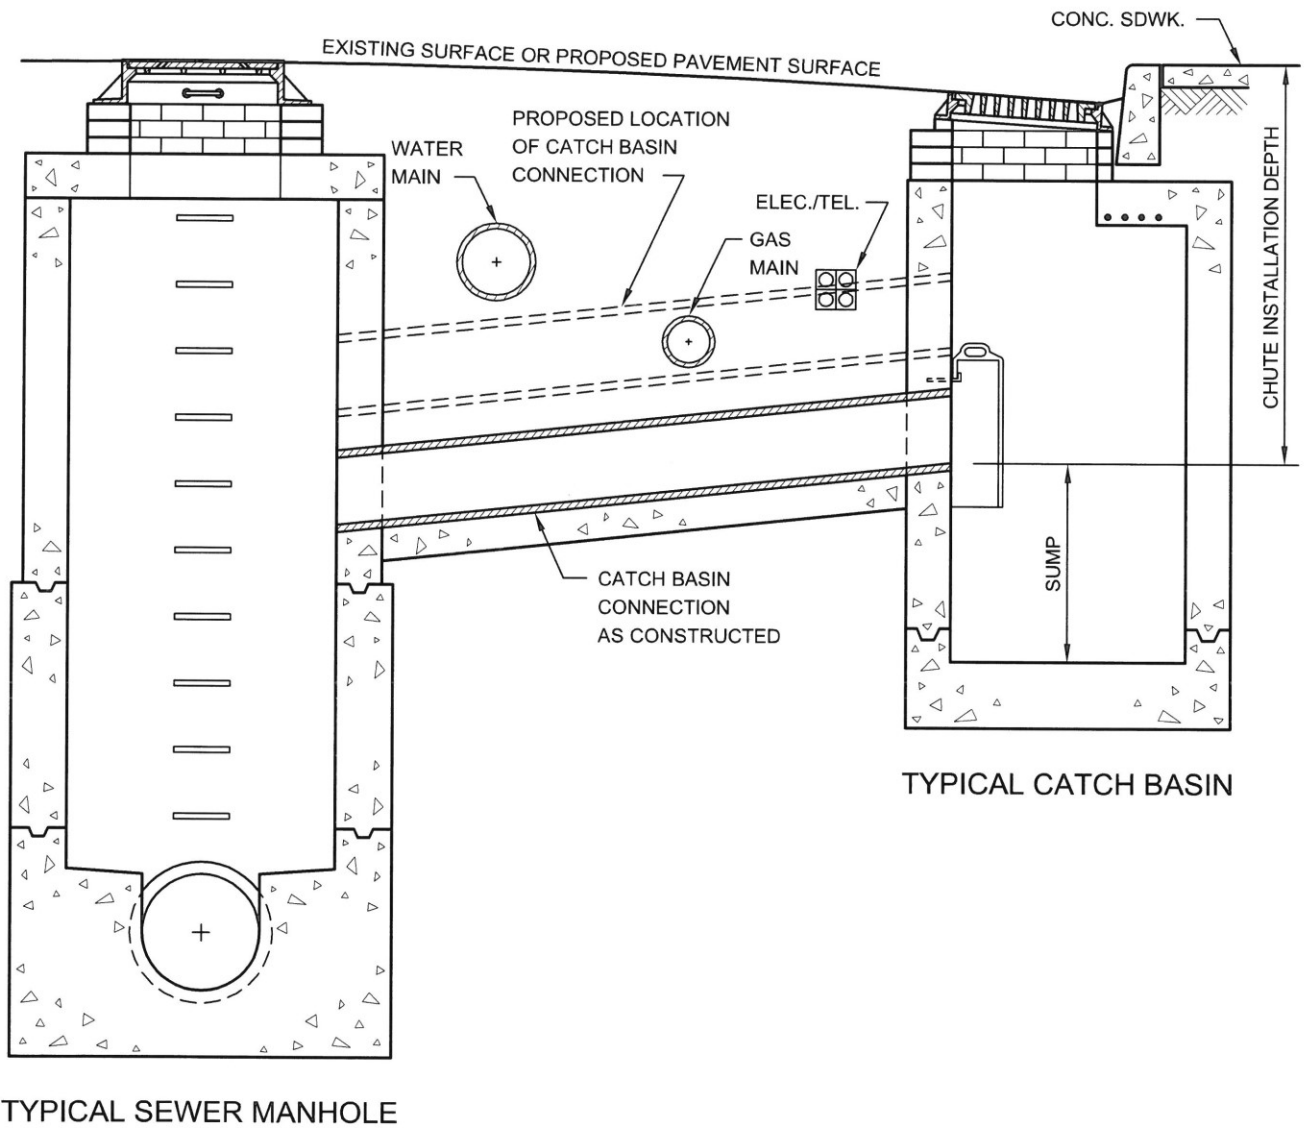 CONC. SDWK.
EXISTING SURFACE OR PROPOSED PAVEMENT SURFACE
PROPOSED LOCATION
OF CATCH BASIN
CONNECTION
WATER
MAIN
ELEC./TEL.
GAS
MAIN
CHUTE INSTALLATION DEPTH
SUMP
CATCH BASIN
CONNECTION
AS CONSTRUCTED
TYPICAL CATCH BASIN
TYPICAL SEWER MANHOLE